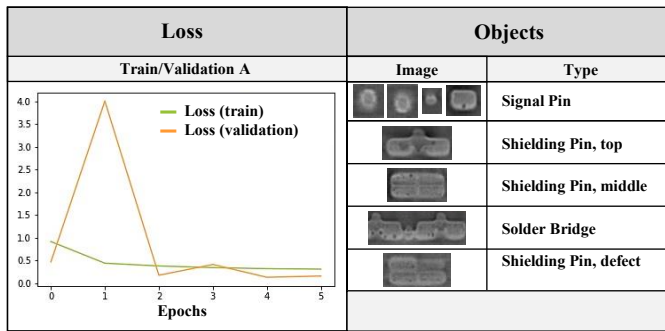 Loss
Objects
Train/Validation A
Image
Type
4.0
3.5
3.0
2.5
2.0
1.5
1.0
0.5
0.0
Loss (train)
Loss (validation)
0 1 2 3 4 5
Epochs
Signal Pin
Shielding Pin, top
Shielding Pin, middle
Solder Bridge
Shielding Pin, defect